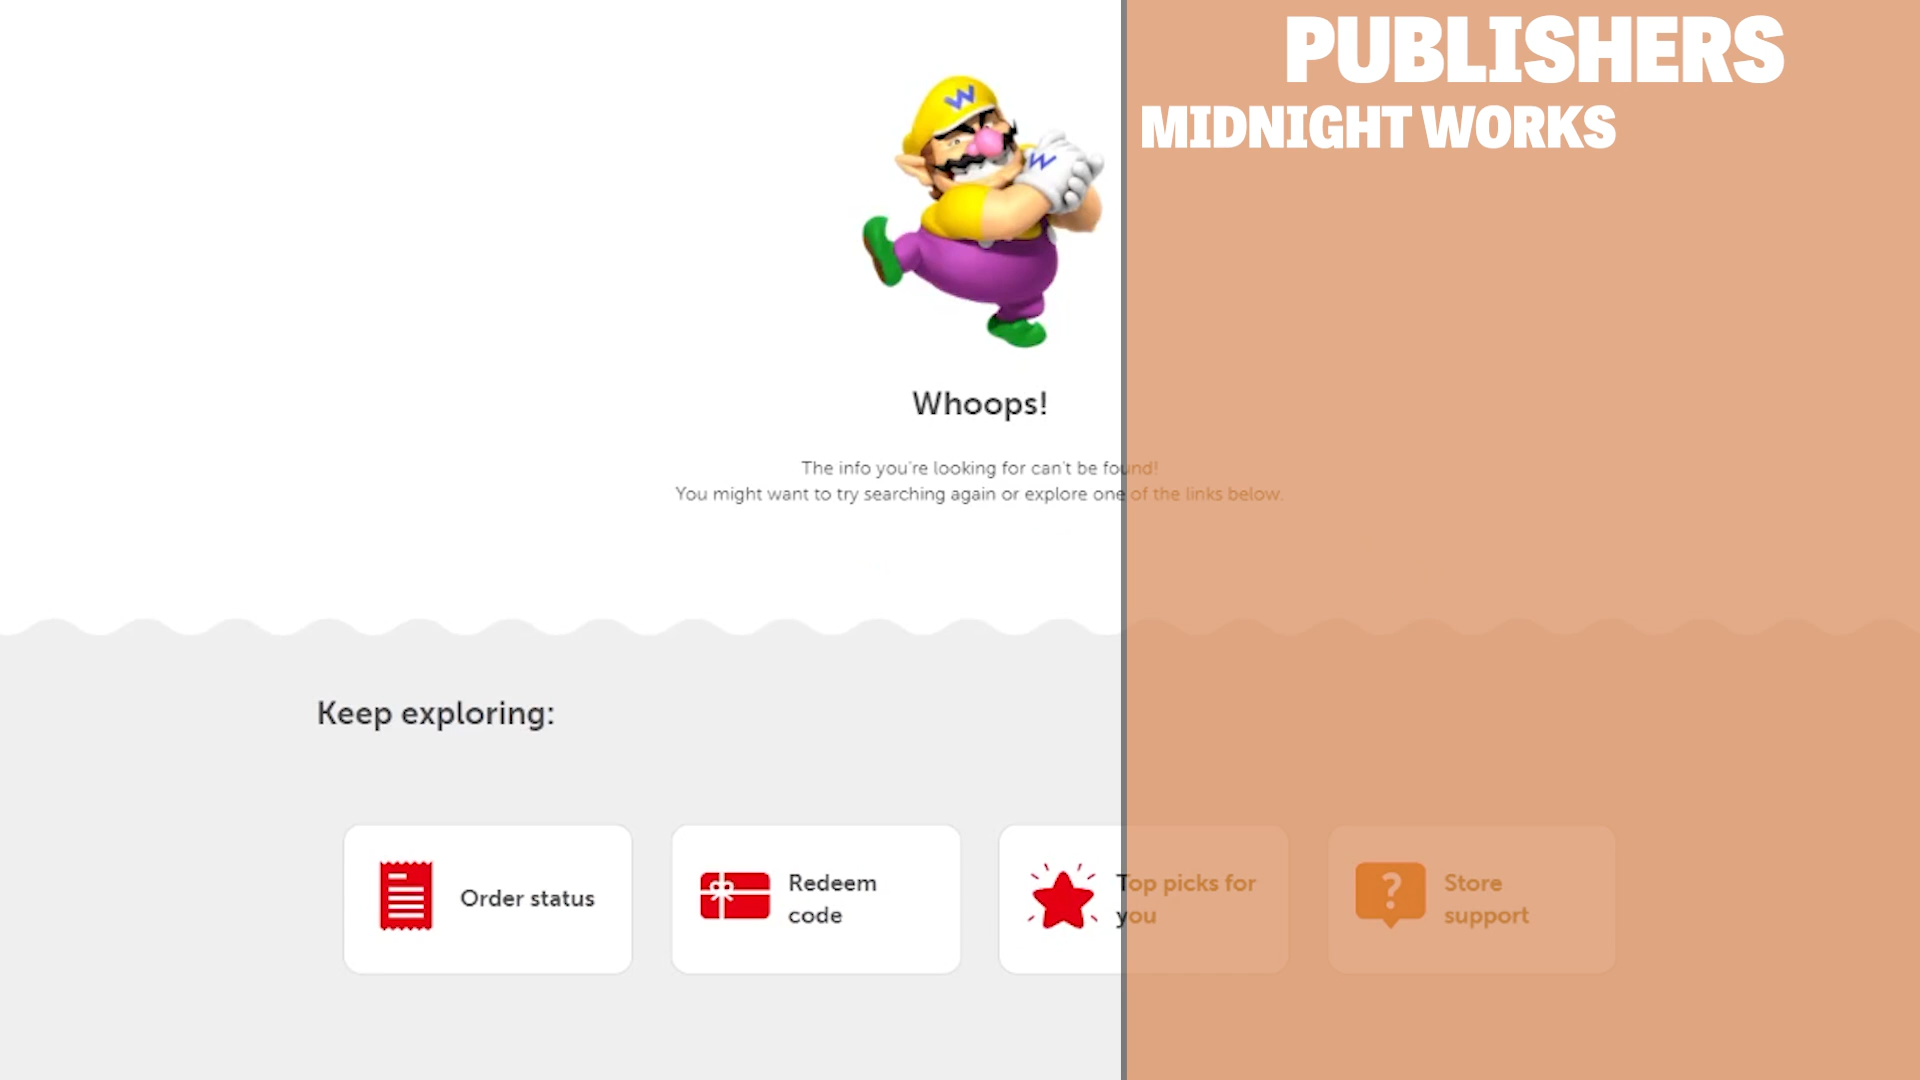 PUBLISHERS
MIDNIGHT WORKS
W
W
Whoops!
The info you're looking for can't be found!
You might want to try searching again or explore one of the links below.
Keep exploring:
Order status
Redeem
code
Top picks for
you
?
Store
support